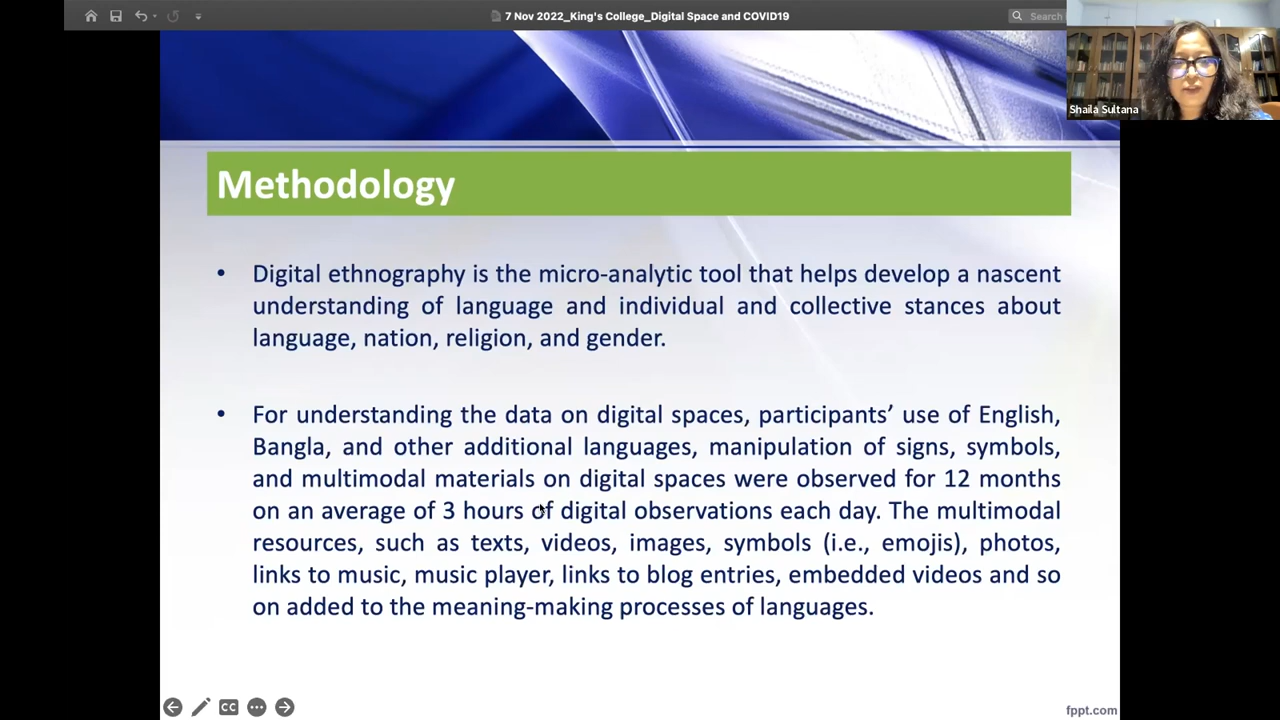 7 Nov 2022_King's College_Digital Space and COVID19
Search
Shaila Sultana
Methodology
• Digital ethnography is the micro-analytic tool that helps develop a nascent
understanding of language and individual and collective stances about
language, nation, religion, and gender.
• For understanding the data on digital spaces, participants’ use of English,
Bangla, and other additional languages, manipulation of signs, symbols,
and multimodal materials on digital spaces were observed for 12 months
on an average of 3 hours of digital observations each day. The multimodal
resources, such as texts, videos, images, symbols (i.e., emojis), photos,
links to music, music player, links to blog entries, embedded videos and so
on added to the meaning-making processes of languages.
CC
fppt.com